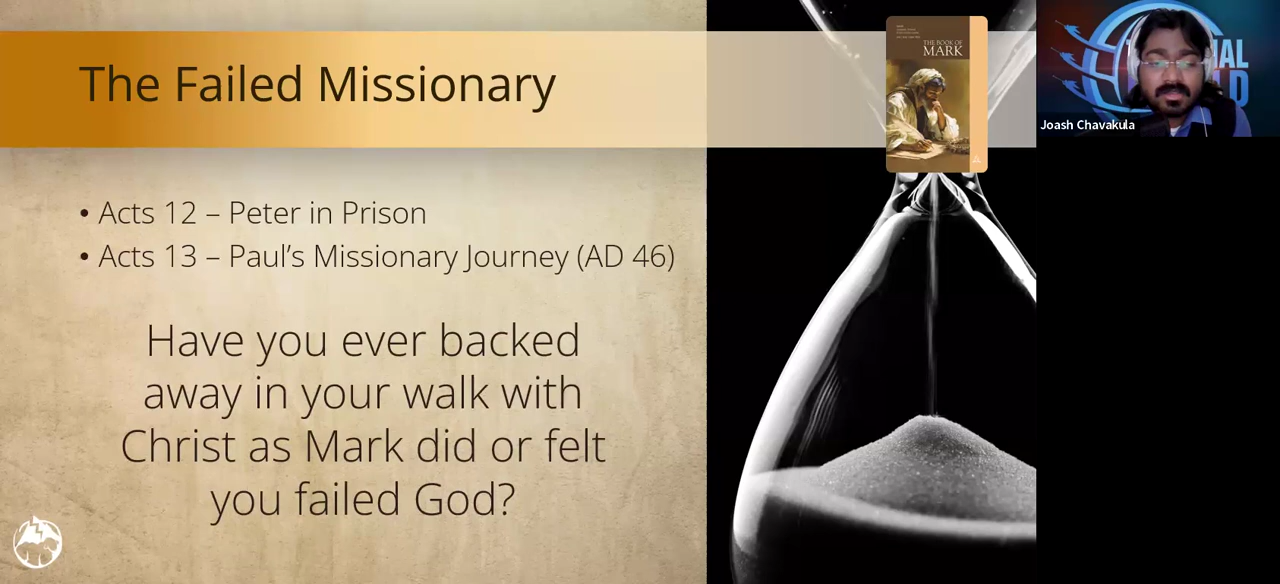 The Failed Missionary
• Acts 12 – Peter in Prison
• Acts 13 – Paul’s Missionary Journey (AD 46)
Have you ever backed
away in your walk with
Christ as Mark did or felt
you failed God?
THE BOOK OF
MARK
Joash Chavakula